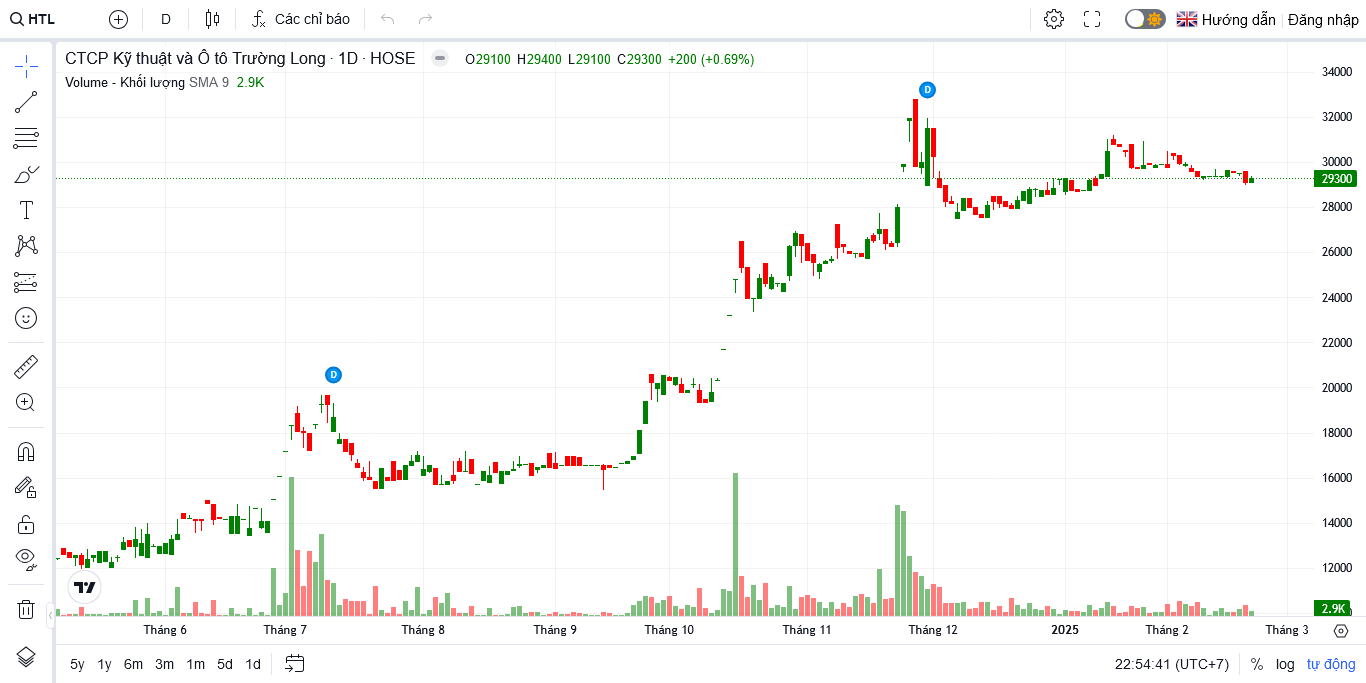 HTL D Các chỉ báo Hướng dẫn Đăng nhập
CTCP Kỹ thuật và Ô tô Trường Long · 1D · HOSE O29100 H29400 L29100 C29300 +200 (+0.69%)
Volume - Khối lượng SMA 9 2.9K
D
D
34000
32000
30000
29300
28000
26000
24000
22000
20000
18000
16000
14000
12000
2.9K
Tháng 6 Tháng 7 Tháng 8 Tháng 9 Tháng 10 Tháng 11 Tháng 12 2025 Tháng 2 Tháng 3
5y 1y 6m 3m 1m 5d 1d 22:54:41 (UTC+7) % log tự động